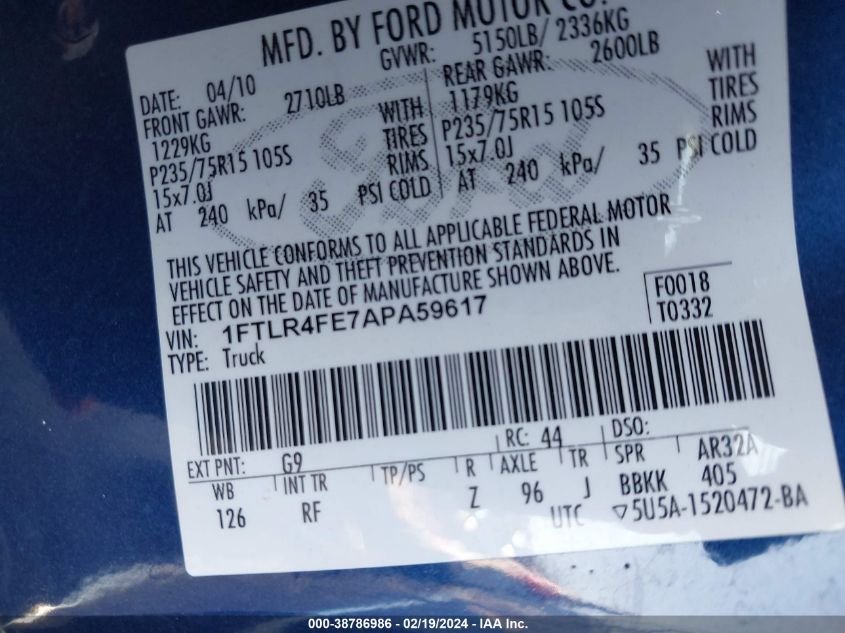 MFD. BY FORD MOTOR CO.
DATE: 04/10 GVWR: 5150LB/ 2336KG
FRONT GAWR: 2710LB REAR GAWR: 2600LB
1229KG WITH 1179KG WITH
P235/75R15 105S TIRES P235/75R15 105S TIRES
15x7.0J RIMS 15x7.0J RIMS
AT 240 kPa/ 35 PSI COLD AT 240 kPa/ 35 PSI COLD
Ford
THIS VEHICLE CONFORMS TO ALL APPLICABLE FEDERAL MOTOR
VEHICLE SAFETY AND THEFT PREVENTION STANDARDS IN
EFFECT ON THE DATE OF MANUFACTURE SHOWN ABOVE.
VIN: 1FTLR4FE7APA59617 F0018
TYPE: Truck T0332
EXT PNT: G9 RC: 44 DSO:
WB INT TR TP/PS R AXLE TR SPR AR32A
126 RF Z 96 J BBKK 405
UTC ▽5U5A-1520472-BA
000-38786986 - 02/19/2024 - IAA Inc.